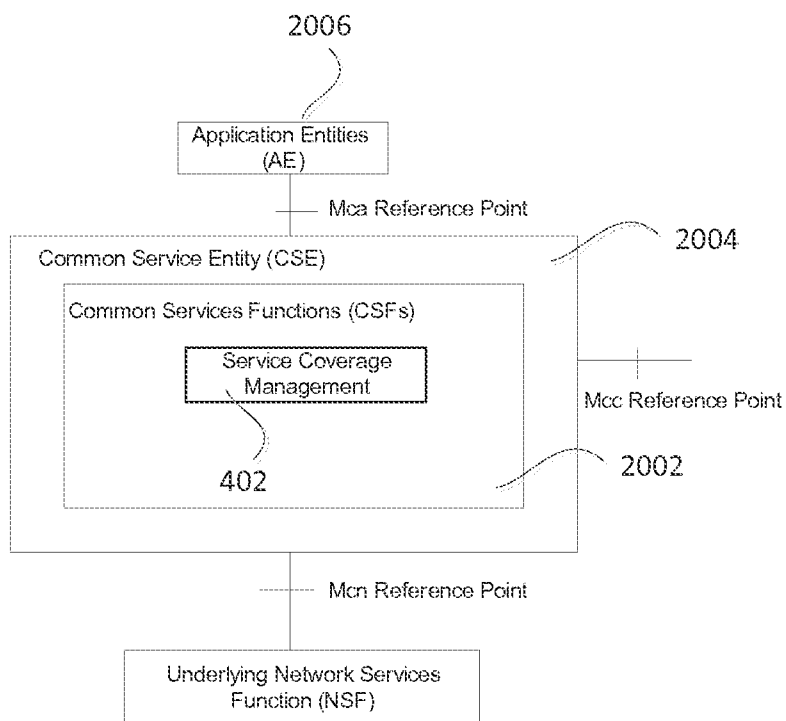 2006
Application Entities
(AE)
Mca Reference Point
2004
Common Service Entity (CSE)
Common Services Functions (CSFs)
Service Coverage
Management
Mcc Reference Point
402
2002
Mcn Reference Point
Underlying Network Services
Function (NSF)